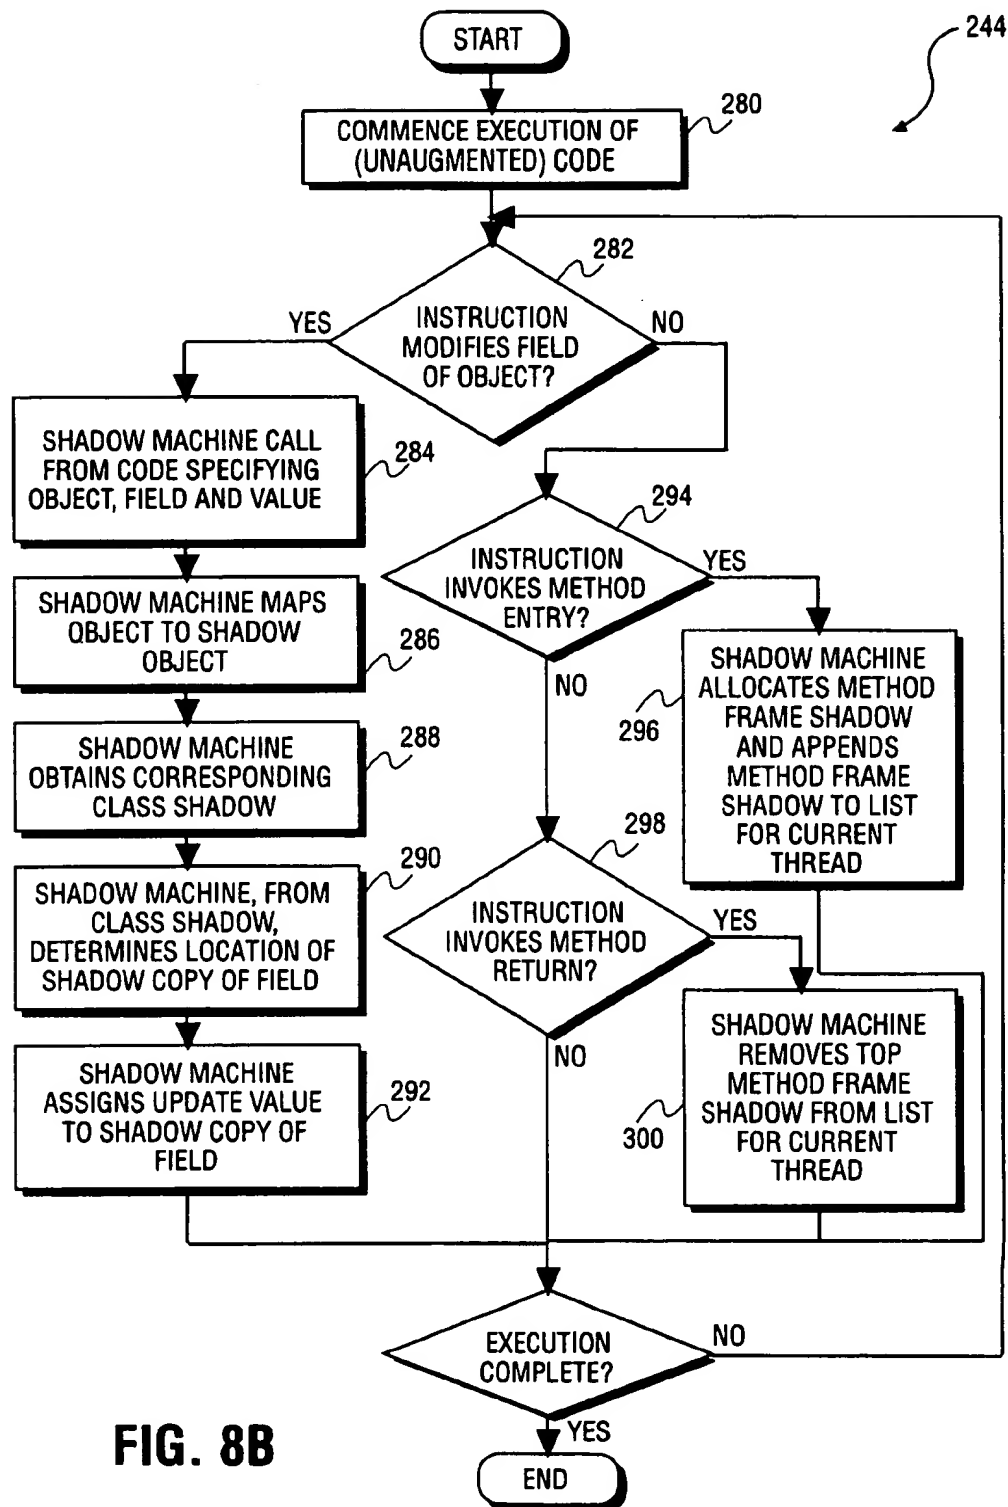 START
244
COMMENCE EXECUTION OF
(UNAUGMENTED) CODE
280
282
INSTRUCTION
MODIFIES FIELD
OF OBJECT?
YES
NO
SHADOW MACHINE CALL
FROM CODE SPECIFYING
OBJECT, FIELD AND VALUE
284
SHADOW MACHINE MAPS
OBJECT TO SHADOW
OBJECT
286
SHADOW MACHINE
OBTAINS CORRESPONDING
CLASS SHADOW
288
SHADOW MACHINE, FROM
CLASS SHADOW,
DETERMINES LOCATION OF
SHADOW COPY OF FIELD
290
SHADOW MACHINE
ASSIGNS UPDATE VALUE
TO SHADOW COPY OF
FIELD
292
294
INSTRUCTION
INVOKES METHOD
ENTRY?
YES
NO
SHADOW MACHINE
ALLOCATES METHOD
FRAME SHADOW
AND APPENDS
METHOD FRAME
SHADOW TO LIST
FOR CURRENT
THREAD
296
298
INSTRUCTION
INVOKES METHOD
RETURN?
YES
NO
SHADOW MACHINE
REMOVES TOP
METHOD FRAME
SHADOW FROM LIST
FOR CURRENT
THREAD
300
EXECUTION
COMPLETE?
NO
YES
END
FIG. 8B